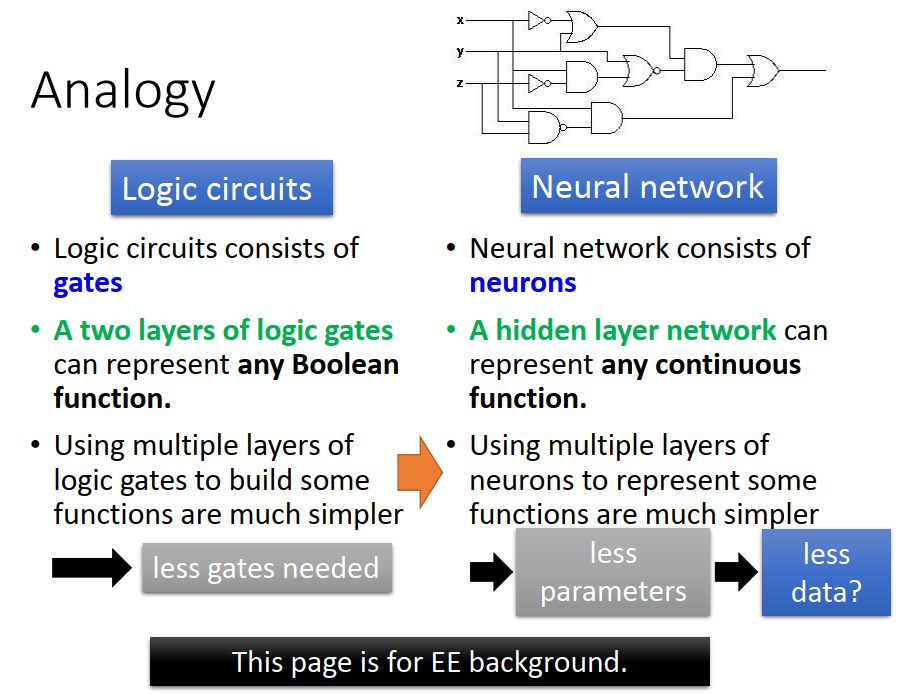 x
y
z
Analogy
Logic circuits
• Logic circuits consists of
gates
• A two layers of logic gates
can represent any Boolean
function.
• Using multiple layers of
logic gates to build some
functions are much simpler
less gates needed
Neural network
• Neural network consists of
neurons
• A hidden layer network can
represent any continuous
function.
• Using multiple layers of
neurons to represent some
functions are much simpler
less
parameters
less
data?
This page is for EE background.